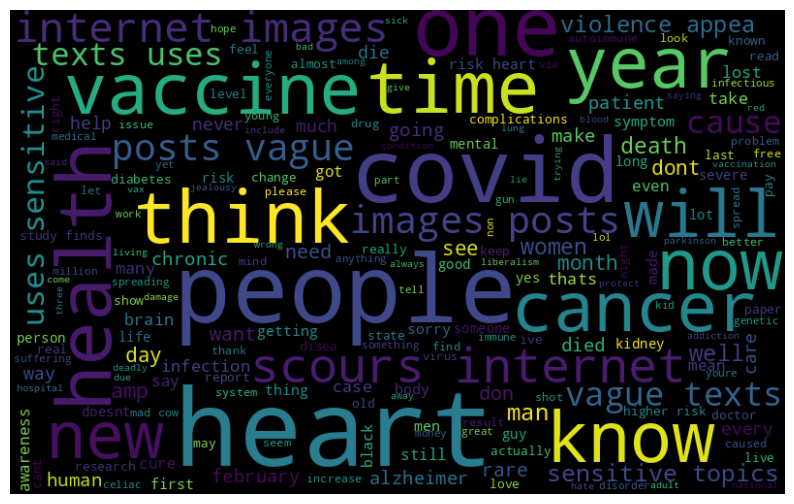 internet images
one
violence appea
hope
sick
texts uses
feel
bad
almost
among
everyone
die
risk heart
autoimmune
via
look
known
read
year
infectious
lost
vaccine
time
level
give
young
complications
patient
saying
red
take
cause
right
help
issue
never
much
drug
going
blood
lung
make
symptom
problem
medical
said
yet
posts vague
include
condition
mental
death
long
last
free
vaccination
uses sensitive
health
diabetes
risk
change
got
covid
trying
dont
even
severe
pay
let
vax
jealousy
please
part
lie
gun
spread
work
think
images posts
non
lol
will
lot
study finds
wrong
need
really
see
keep
women
parkinson
better
living
chronic
mind
anything
always
liberalism
good
month
made
might
now
million
many
spreading
people
tell
yes
thats
protect
kid
come
three
show
damage
cancer
paper
genetic
person
real
brain
want
getting
state
sorry
someone
died
kidney
well
care
suffering
life
thank
scours internet
something
find
immune
ive
addiction
mean
way
day
infection
disea
virus
youre
hospital
deadly
due
say
report
thing
case
body
don
man
shot
vague texts
amp
system
old
away
higher risk
doctor
doesnt
mad cow
heart
men
money
result
great
guy
know
every
new
may
seem
black
still
actually
caused
live
awareness
cant
research
cure
february
alzheimer
rare
sensitive topics
human
first
celiac
increase
love
hate
disorder
adult
national